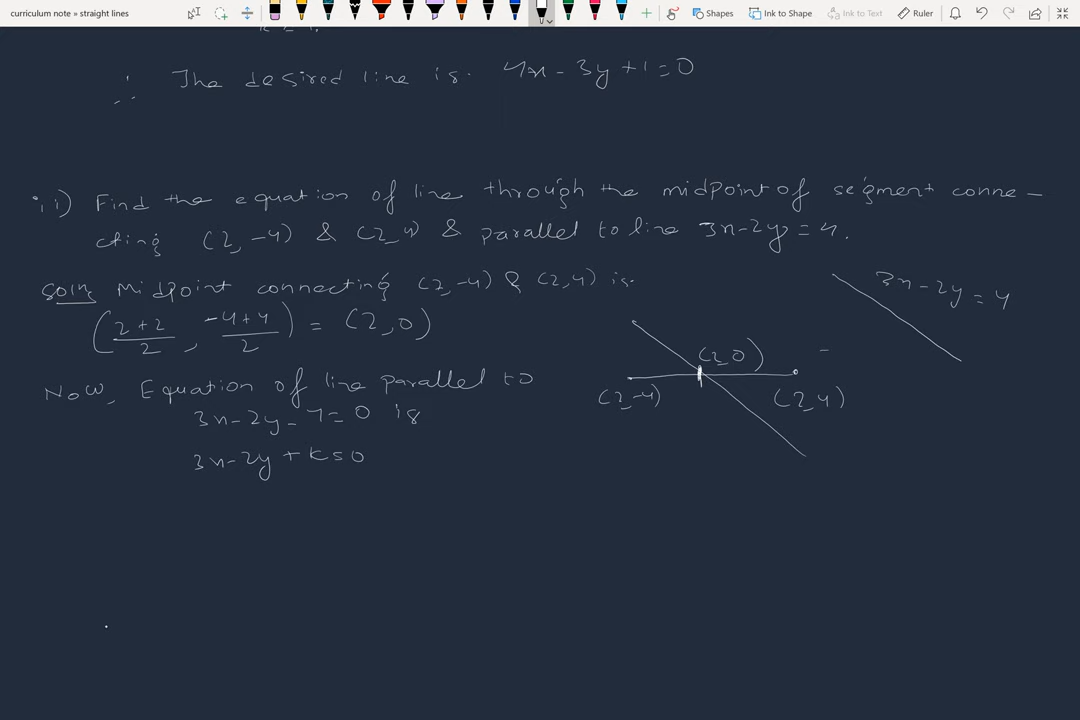 curriculum note » straight lines
Shapes
Ink to Shape
Ink to Text
Ruler
∴ The desired line is. 4x - 3y + 1 = 0
ii) Find the equation of line through the midpoint of segment conne-
cting (2, -4) & (2, 4) & parallel to line 3x - 2y = 4.
Soln Midpoint connecting (2, -4) & (2, 4) is.
3x - 2y = 4
(2+2/2, -4+4/2) = (2, 0)
(2, 0)
Now, Equation of line parallel to
(2, -4)
(2, 4)
3x - 2y - 4 = 0 is
3x - 2y + k = 0